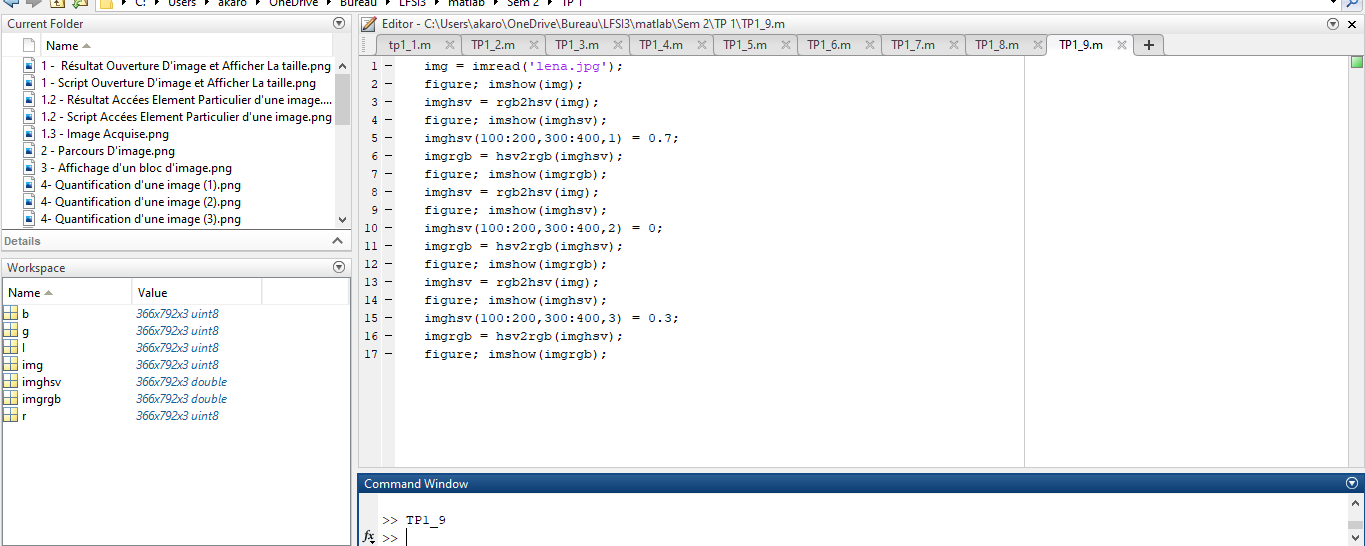 C: Users akaro OneDrive Bureau LFSI3 matlab Sem 2 TP 1
Current Folder
Name
1 - Résultat Ouverture D'image et Afficher La taille.png
1 - Script Ouverture D'image et Afficher La taille.png
1.2 - Résultat Accées Element Particulier d'une image....
1.2 - Script Accées Element Particulier d'une image.png
1.3 - Image Acquise.png
2 - Parcours D'image.png
3 - Affichage d'un bloc d'image.png
4- Quantification d'une image (1).png
4- Quantification d'une image (2).png
4- Quantification d'une image (3).png
Details
Workspace
Name Value
b 366x792x3 uint8
g 366x792x3 uint8
l 366x792x3 uint8
img 366x792x3 uint8
imghsv 366x792x3 double
imgrgb 366x792x3 double
r 366x792x3 uint8
Editor - C:\Users\akaro\OneDrive\Bureau\LFSI3\matlab\Sem 2\TP 1\TP1_9.m
tp1_1.m TP1_2.m TP1_3.m TP1_4.m TP1_5.m TP1_6.m TP1_7.m TP1_8.m TP1_9.m
1 - img = imread('lena.jpg');
2 - figure; imshow(img);
3 - imghsv = rgb2hsv(img);
4 - figure; imshow(imghsv);
5 - imghsv(100:200,300:400,1) = 0.7;
6 - imgrgb = hsv2rgb(imghsv);
7 - figure; imshow(imgrgb);
8 - imghsv = rgb2hsv(img);
9 - figure; imshow(imghsv);
10 - imghsv(100:200,300:400,2) = 0;
11 - imgrgb = hsv2rgb(imghsv);
12 - figure; imshow(imgrgb);
13 - imghsv = rgb2hsv(img);
14 - figure; imshow(imghsv);
15 - imghsv(100:200,300:400,3) = 0.3;
16 - imgrgb = hsv2rgb(imghsv);
17 - figure; imshow(imgrgb);
Command Window
>> TP1_9
fx >>